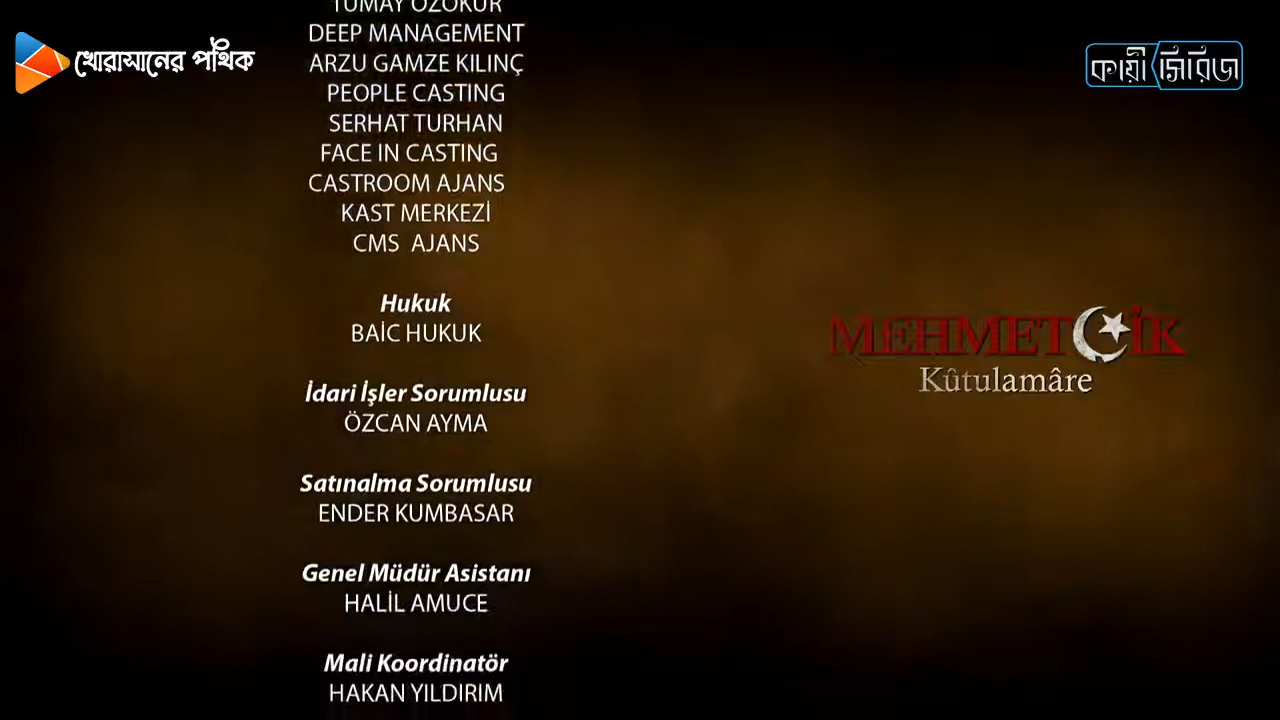 TÜMAY ÖZOKUR
DEEP MANAGEMENT
ARZU GAMZE KILINÇ
PEOPLE CASTING
SERHAT TURHAN
FACE IN CASTING
CASTROOM AJANS
KAST MERKEZİ
CMS AJANS
Hukuk
BAİC HUKUK
İdari İşler Sorumlusu
ÖZCAN AYMA
Satınalma Sorumlusu
ENDER KUMBASAR
Genel Müdür Asistanı
HALİL AMUCE
Mali Koordinatör
HAKAN YILDIRIM
খোরাসানের পথিক
কায়ী সিরিজ
MEHMETÇİK
Kûtulamâre